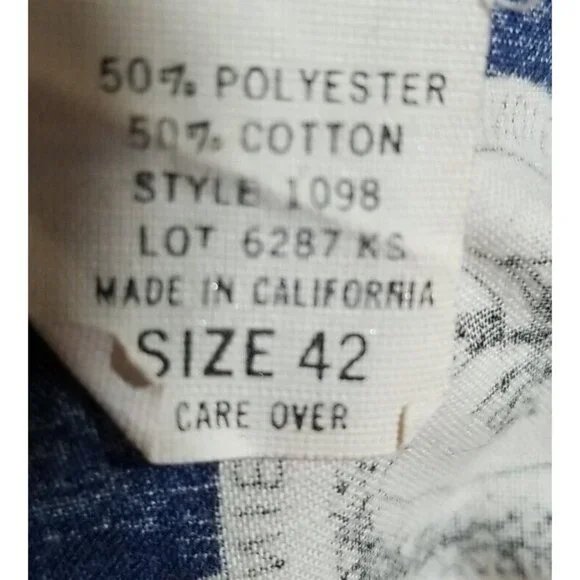 50% POLYESTER
50% COTTON
STYLE 1098
LOT 6287 KS
MADE IN CALIFORNIA
SIZE 42
CARE OVER